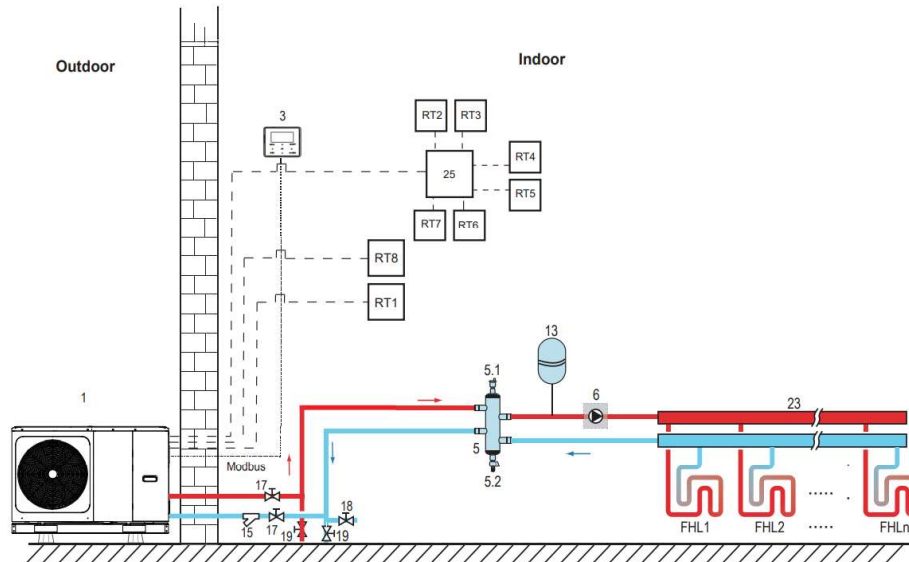 Outdoor
Indoor
3
RT2
RT3
25
RT4
RT5
RT7
RT6
RT8
RT1
13
1
5.1
6
23
5
5.2
Modbus
17
18
15
17
19
19
FHL1
FHL2
.....
.....
FHLn